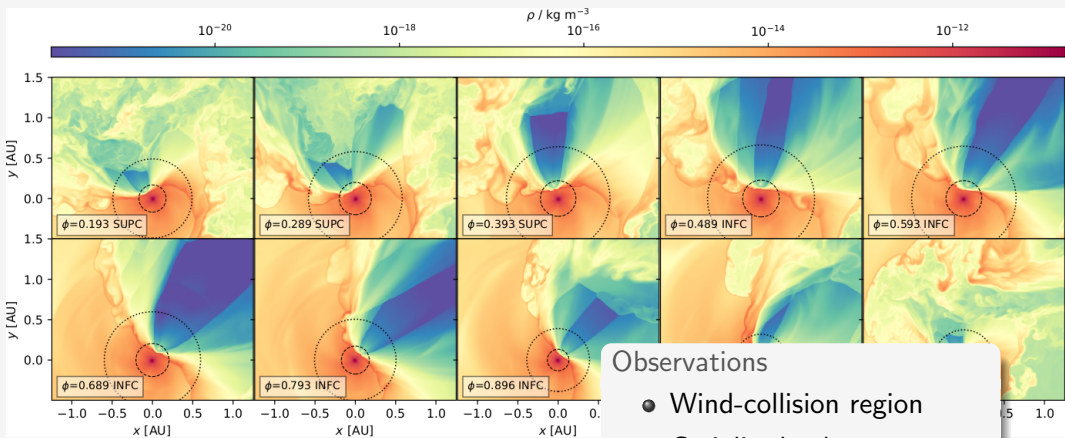 ρ / kg m⁻³
10⁻²⁰ 10⁻¹⁸ 10⁻¹⁶ 10⁻¹⁴ 10⁻¹²
1.5
1.0
y [AU]
0.5
0.0
ϕ=0.193 SUPC
ϕ=0.289 SUPC
ϕ=0.393 SUPC
ϕ=0.489 INFC
ϕ=0.593 INFC
1.5
1.0
y [AU]
0.5
0.0
ϕ=0.689 INFC
ϕ=0.793 INFC
ϕ=0.896 INFC
−1.0 −0.5 0.0 0.5 1.0
−1.0 −0.5 0.0 0.5 1.0
−1.0 −0.5 0.0
0.5 1.0
x [AU]
x [AU]
x [AU]
Observations
Wind-collision region